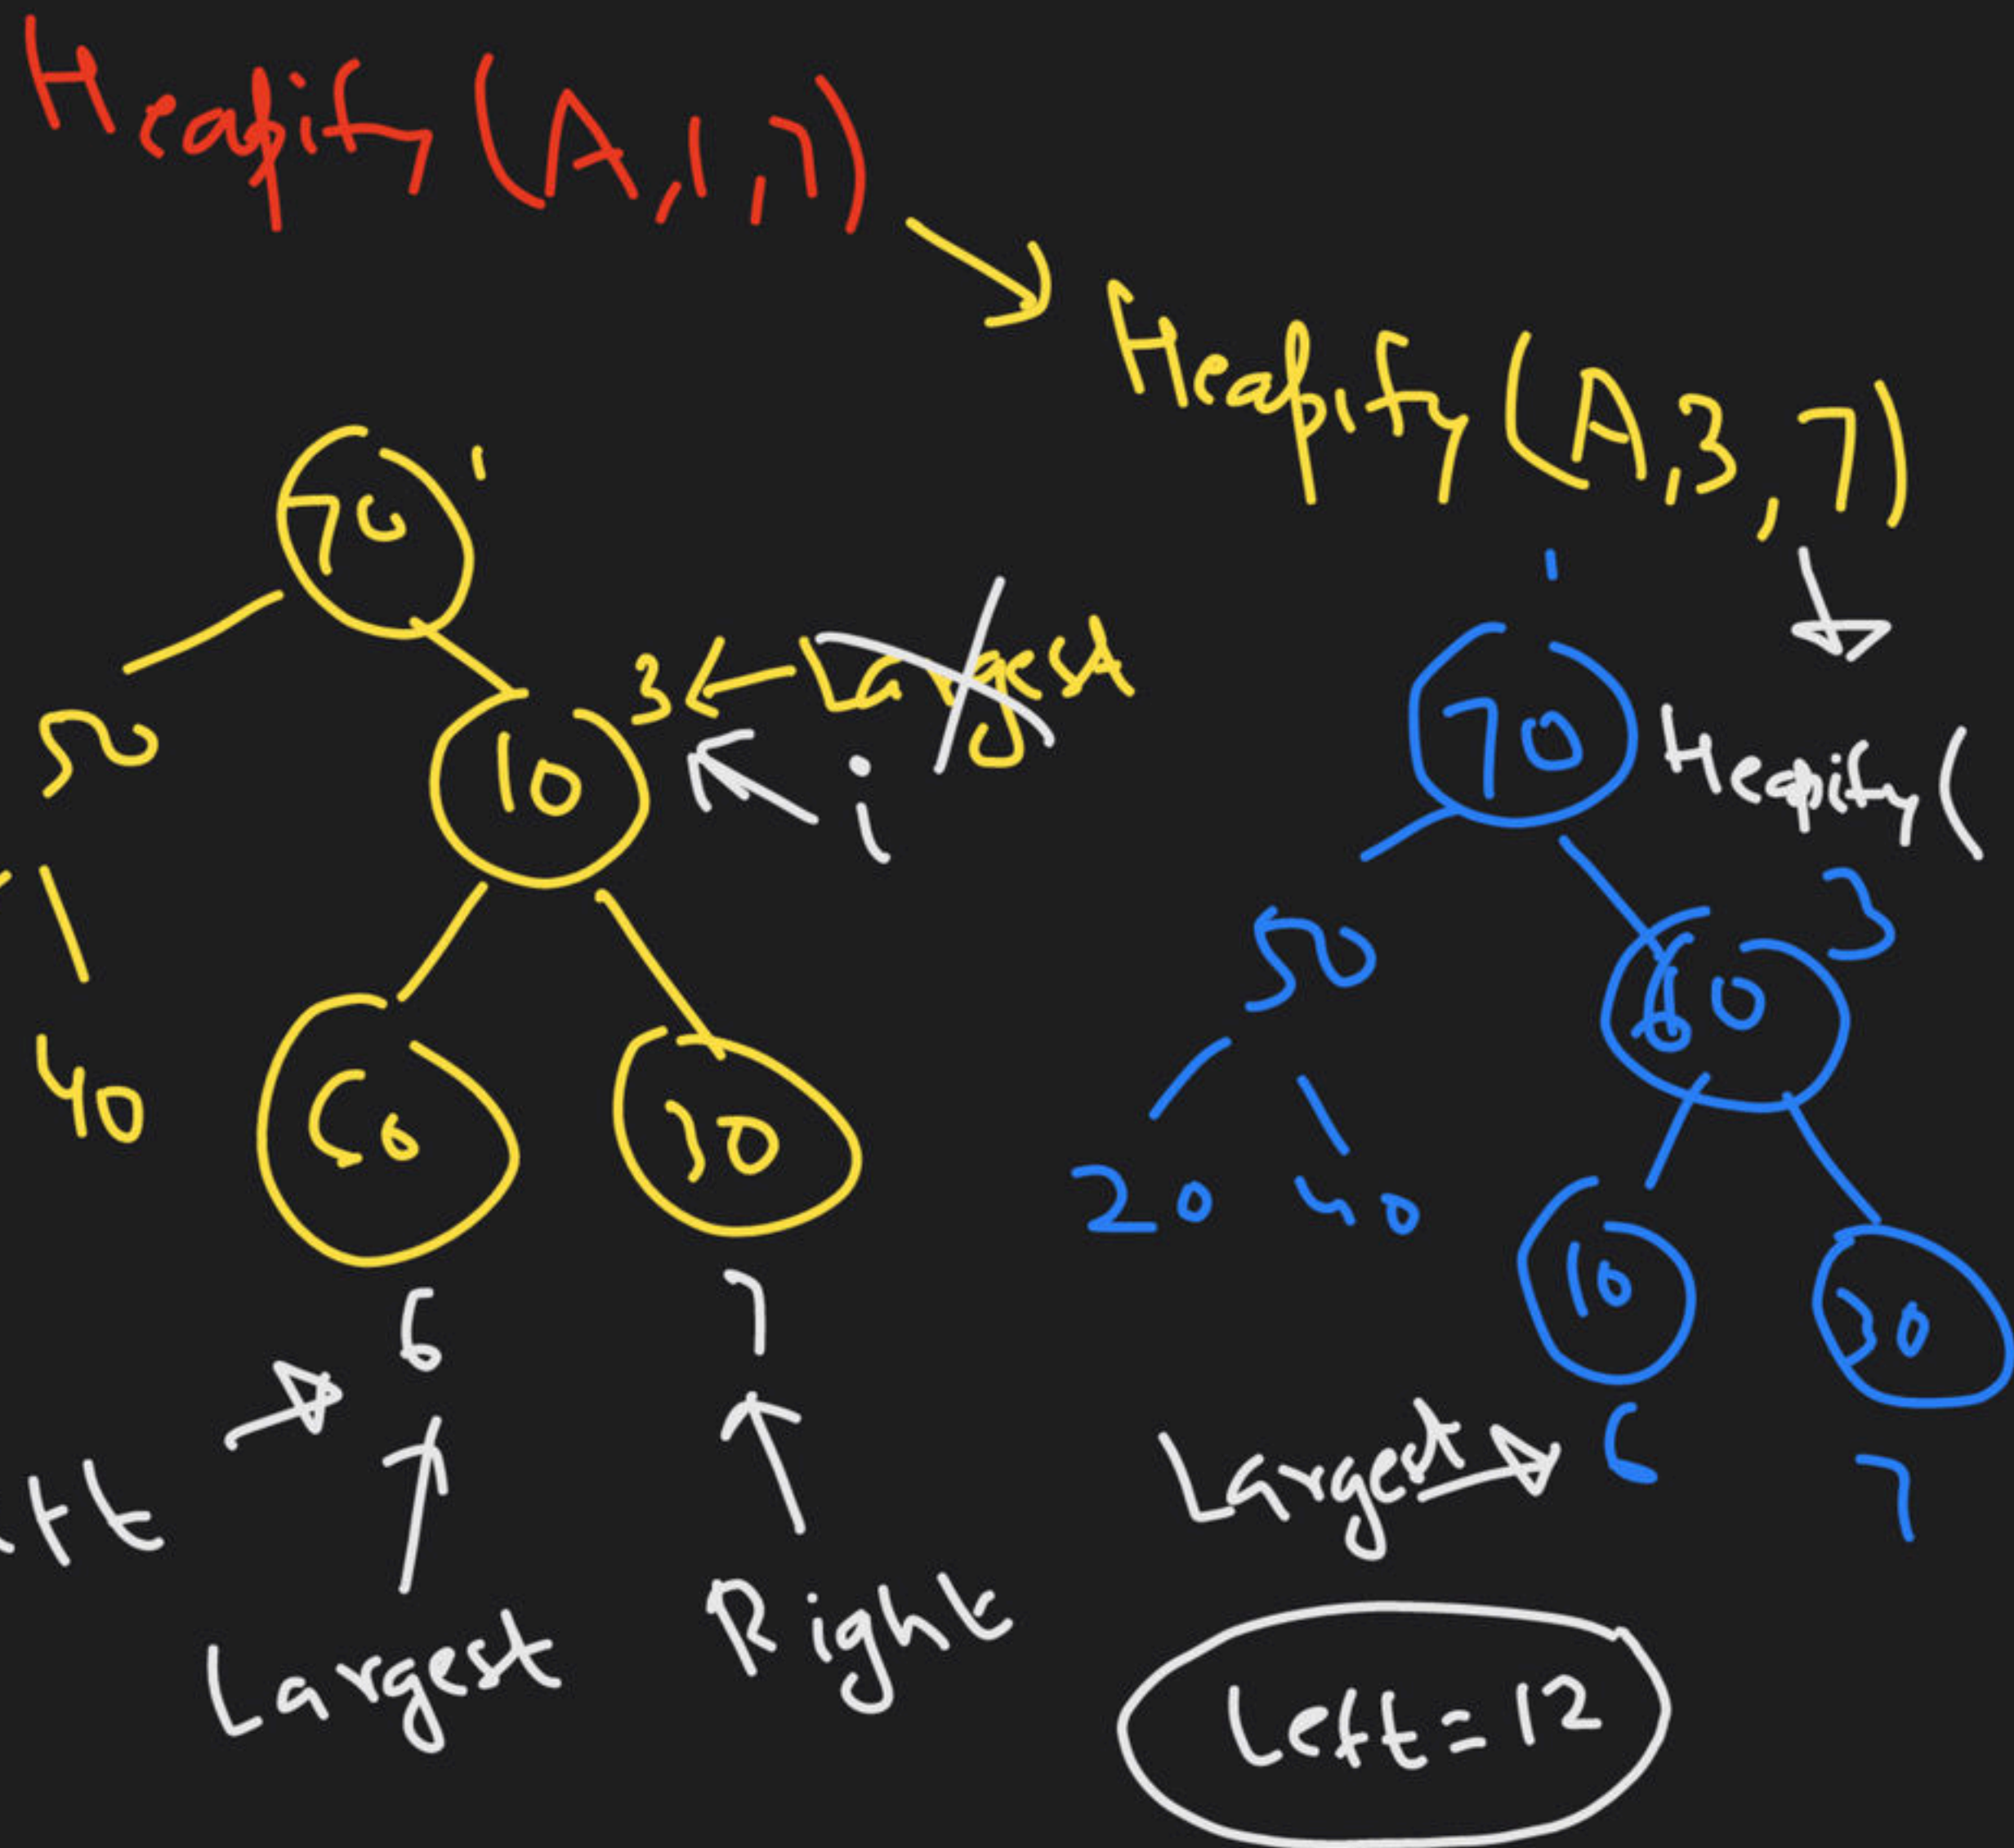 Heapify (A,1,7)
Heapify (A,3,7)
70 1
50
10 3 ← Largest
i
40
60
30
6
7
Largest
Right
1
70
Heapify (
50
60 3
20 40
10
30
Largest → 6
7
Left = 12